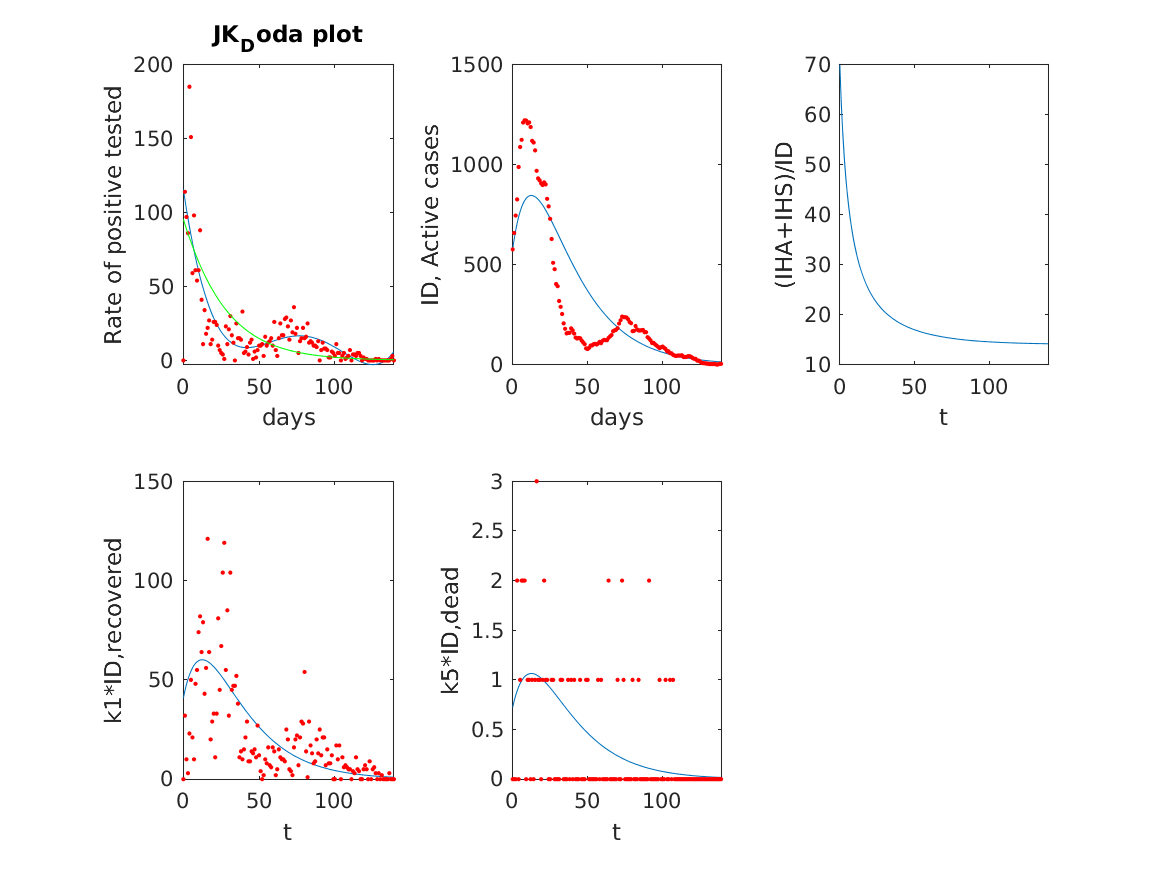 JK_Doda plot
200
150
100
50
0
Rate of positive tested
0 50 100
days
1500
1000
500
0
ID, Active cases
0 50 100
days
70
60
50
40
30
20
10
(IHA+IHS)/ID
0 50 100
t
150
100
50
0
k1*ID,recovered
0 50 100
t
3
2.5
2
1.5
1
0.5
0
k5*ID,dead
0 50 100
t